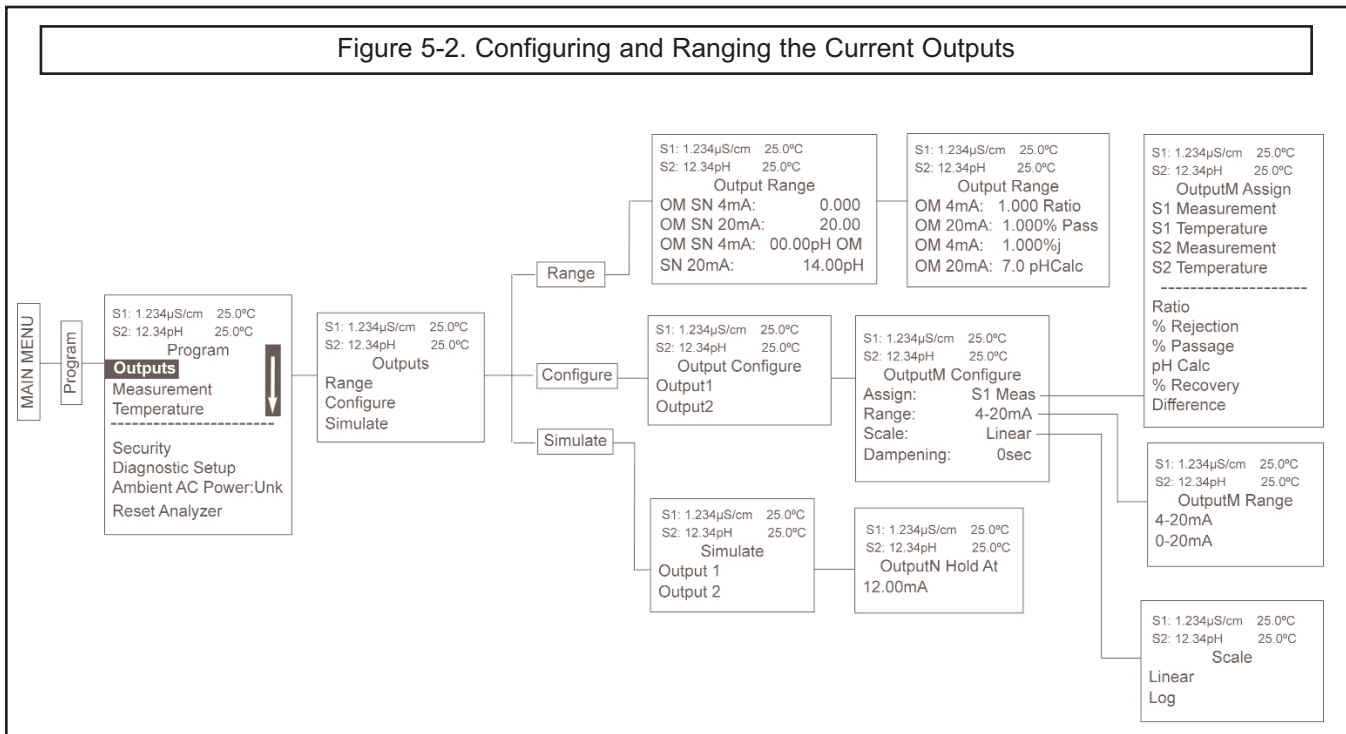 Figure 5-2. Configuring and Ranging the Current Outputs
MAIN MENU
Program
S1: 1.234µS/cm 25.0ºC
S2: 12.34pH 25.0ºC
Program
Outputs
Measurement
Temperature
---------------------------
Security
Diagnostic Setup
Ambient AC Power:Unk
Reset Analyzer
S1: 1.234µS/cm 25.0ºC
S2: 12.34pH 25.0ºC
Outputs
Range
Configure
Simulate
Range
S1: 1.234µS/cm 25.0ºC
S2: 12.34pH 25.0ºC
Output Range
OM SN 4mA: 0.000
OM SN 20mA: 20.00
OM SN 4mA: 00.00pH OM
SN 20mA: 14.00pH
S1: 1.234µS/cm 25.0ºC
S2: 12.34pH 25.0ºC
Output Range
OM 4mA: 1.000 Ratio
OM 20mA: 1.000% Pass
OM 4mA: 1.000%j
OM 20mA: 7.0 pHCalc
Configure
S1: 1.234µS/cm 25.0ºC
S2: 12.34pH 25.0ºC
Output Configure
Output1
Output2
S1: 1.234µS/cm 25.0ºC
S2: 12.34pH 25.0ºC
OutputM Configure
Assign: S1 Meas
Range: 4-20mA
Scale: Linear
Dampening: 0sec
S1: 1.234µS/cm 25.0ºC
S2: 12.34pH 25.0ºC
OutputM Assign
S1 Measurement
S1 Temperature
S2 Measurement
S2 Temperature
---------------------
Ratio
% Rejection
% Passage
pH Calc
% Recovery
Difference
S1: 1.234µS/cm 25.0ºC
S2: 12.34pH 25.0ºC
OutputM Range
4-20mA
0-20mA
S1: 1.234µS/cm 25.0ºC
S2: 12.34pH 25.0ºC
Scale
Linear
Log
Simulate
S1: 1.234µS/cm 25.0ºC
S2: 12.34pH 25.0ºC
Simulate
Output 1
Output 2
S1: 1.234µS/cm 25.0ºC
S2: 12.34pH 25.0ºC
OutputN Hold At
12.00mA